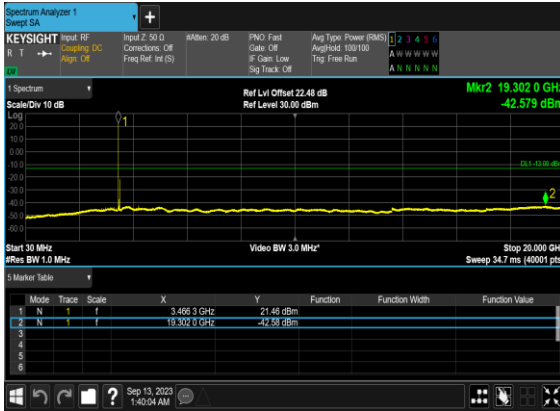 Spectrum Analyzer 1
Swept SA
+
KEYSIGHT Input: RF Input Z: 50 Ω #Atten: 20 dB PNO: Fast Avg Type: Power (RMS) 1 2 3 4 5 6
R T Coupling: DC Corrections: Off Gate: Off Avg|Hold: 100/100 A W W W W W
Align: Off Freq Ref: Int (S) IF Gain: Low Trig: Free Run
Sig Track: Off A N N N N N
1 Spectrum
Ref Lvl Offset 22.48 dB Mkr2 19.302 0 GHz
Scale/Div 10 dB Ref Level 30.00 dBm -42.579 dBm
Log
20.0
10.0
0.00
-10.0
-20.0
-30.0
-40.0
-50.0
-60.0
1
DL1 -13.00 dBm
2
Start 30 MHz Video BW 3.0 MHz* Stop 20.000 GHz
#Res BW 1.0 MHz Sweep 34.7 ms (40001 pts)
5 Marker Table
Mode Trace Scale X Y Function Function Width Function Value
1 N 1 f 3.466 3 GHz 21.46 dBm
2 N 1 f 19.302 0 GHz -42.58 dBm
3
4
5
6
? Sep 13, 2023
1:40:04 AM